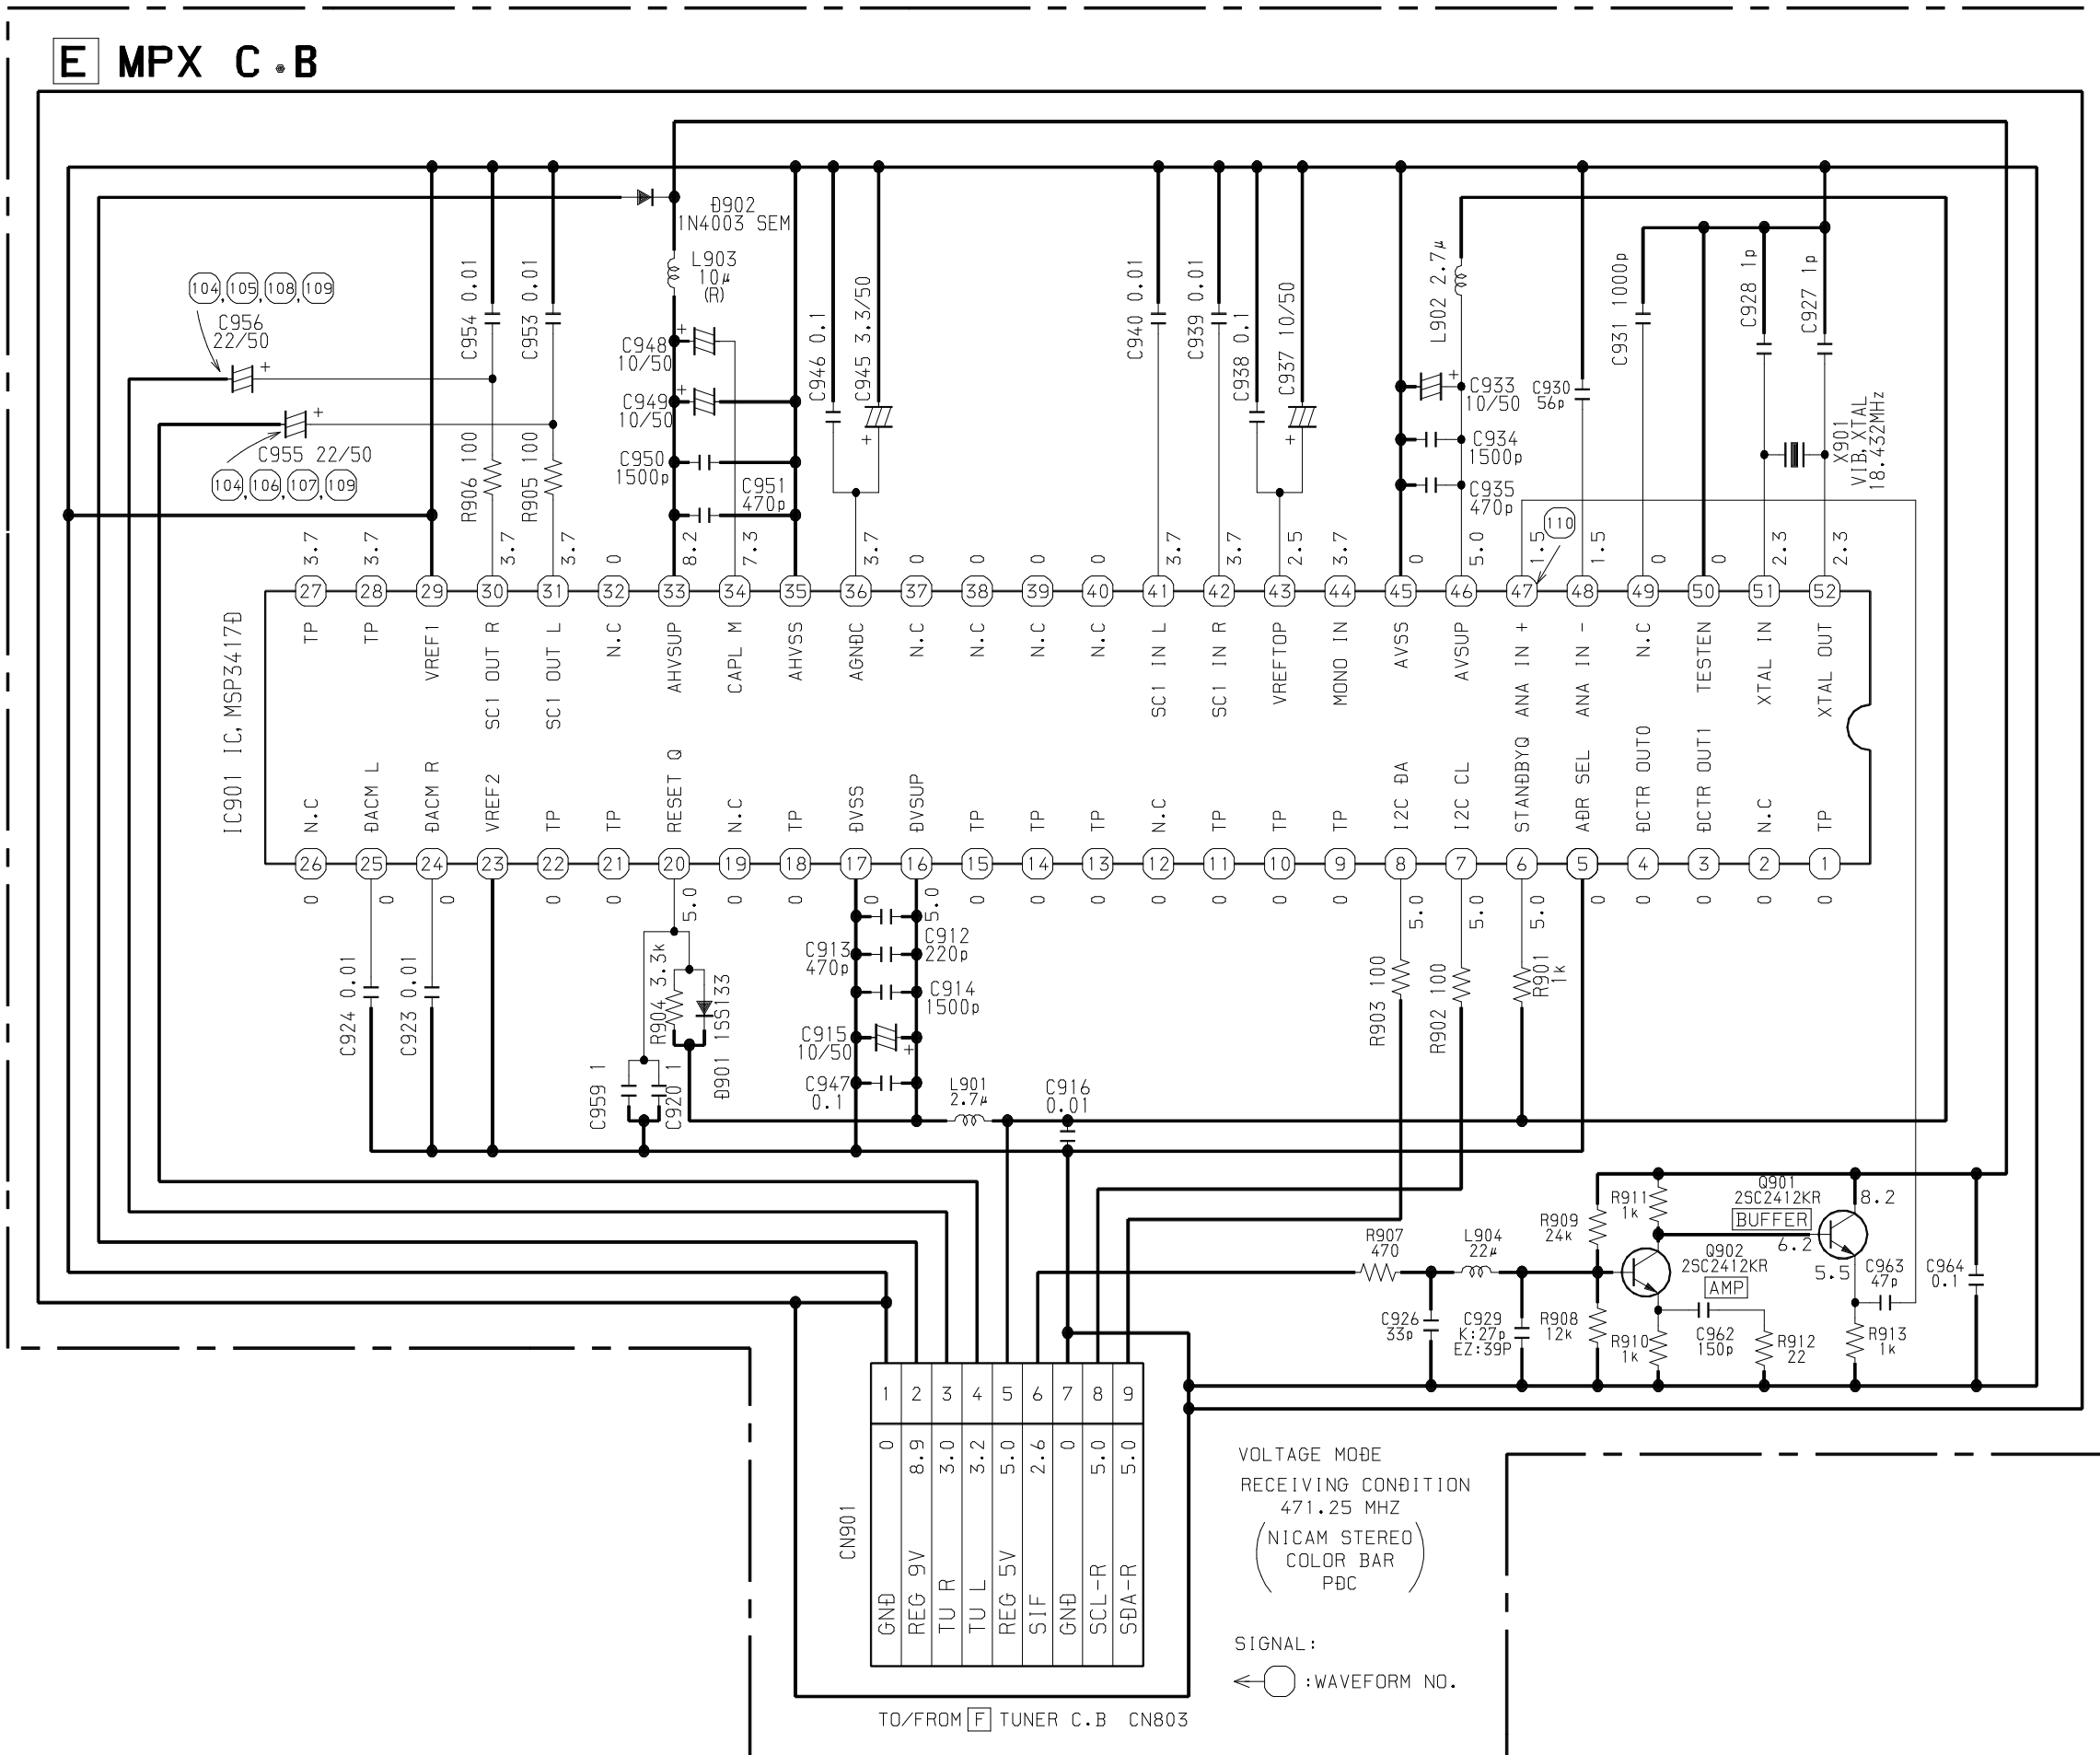 E MPX C.B
D902
1N4003 SEM
L903
10μ
(R)
104, 105, 108, 109
C956
22/50
C954 0.01
C953 0.01
C948
10/50
C949
10/50
C950
1500p
C951
470p
C946 0.1
C945 3.3/50
C940 0.01
C939 0.01
C938 0.1
C937 10/50
L902 2.7μ
C933
10/50
C934
1500p
C935
470p
C930
56p
C931 1000p
C928 1p
C927 1p
X901
VIB,XTAL
18.432MHz
+
+
+
+
+
+
+
C955 22/50
104, 106, 107, 109
R906 100
R905 100
110
3.7 3.7 3.7 3.7 0 8.2 7.3 3.7 0 0 0 0 3.7 3.7 2.5 3.7 0 5.0 1.5 1.5 0 0 2.3 2.3
27 28 29 30 31 32 33 34 35 36 37 38 39 40 41 42 43 44 45 46 47 48 49 50 51 52
TP
TP
VREF1
SC1 OUT R
SC1 OUT L
N.C
AHVSUP
CAPL M
AHVSS
AGNDC
N.C
N.C
N.C
N.C
SC1 IN L
SC1 IN R
VREFTOP
MONO IN
AVSS
AVSUP
ANA IN +
ANA IN -
N.C
TESTEN
XTAL IN
XTAL OUT
IC901 IC,MSP3417D
N.C
DACM L
DACM R
VREF2
TP
TP
RESET Q
N.C
TP
DVSS
DVSUP
TP
TP
TP
N.C
TP
TP
TP
I2C DA
I2C CL
STANDBYQ
ADR SEL
DCTR OUT0
DCTR OUT1
N.C
TP
26 25 24 23 22 21 20 19 18 17 16 15 14 13 12 11 10 9 8 7 6 5 4 3 2 1
0 0 0 0 0 5.0 0 0 0 5.0 0 0 0 0 0 0 0 5.0 5.0 5.0 0 0 0 0 0
C924 0.01
C923 0.01
R904 3.3k
D901 1SS133
C959 1
C920 1
C913
470p
C912
220p
C914
1500p
C915
10/50
+
C947
0.1
L901
2.7μ
C916
0.01
R903 100
R902 100
R901
1k
R911
1k
Q901
2SC2412KR
BUFFER
8.2
6.2
5.5
R909
24k
Q902
2SC2412KR
AMP
R907
470
L904
22μ
C963
47p
C964
0.1
C926
33p
C929
K:27p
EZ:39P
R908
12k
R910
1k
C962
150p
R912
22
R913
1k
CN901
1 2 3 4 5 6 7 8 9
0 8.9 3.0 3.2 5.0 2.6 0 5.0 5.0
GND
REG 9V
TU R
TU L
REG 5V
SIF
GND
SCL-R
SDA-R
VOLTAGE MODE
RECEIVING CONDITION
471.25 MHZ
(NICAM STEREO
COLOR BAR
PDC)
SIGNAL:
:WAVEFORM NO.
TO/FROM F TUNER C.B CN803